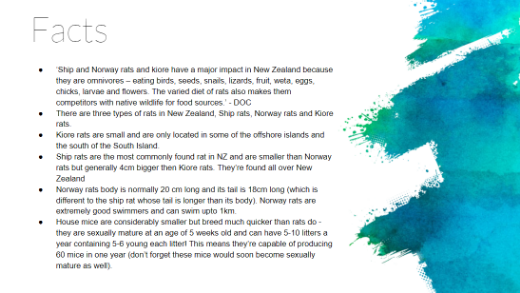 Facts
● 'Ship and Norway rats and kiore have a major impact in New Zealand because
they are omnivores – eating birds, seeds, snails, lizards, fruit, weta, eggs,
chicks, larvae and flowers. The varied diet of rats also makes them
competitors with native wildlife for food sources.' - DOC
● There are three types of rats in New Zealand, Ship rats, Norway rats and Kiore
rats.
● Kiore rats are small and are only located in some of the offshore islands and
the south of the South Island.
● Ship rats are the most commonly found rat in NZ and are smaller than Norway
rats but generally 4cm bigger then Kiore rats. They're found all over New
Zealand
● Norway rats body is normally 20 cm long and its tail is 18cm long (which is
different to the ship rat whose tail is longer than its body). Norway rats are
extremely good swimmers and can swim upto 1km.
● House mice are considerably smaller but breed much quicker than rats do -
they are sexually mature at an age of 5 weeks old and can have 5-10 litters a
year containing 5-6 young each litter! This means they're capable of producing
60 mice in one year (don't forget these mice would soon become sexually
mature as well).